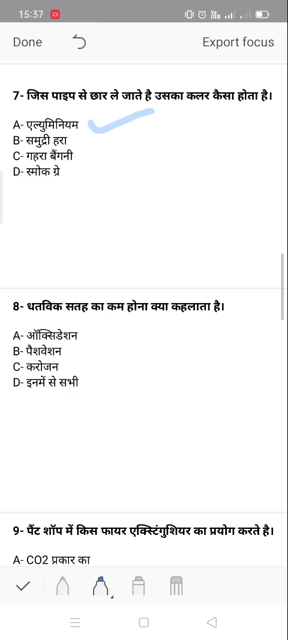 15:37
Done
Export focus
7- जिस पाइप से छार ले जाते है उसका कलर कैसा होता है।
A- एल्युमिनियम
B- समुद्री हरा
C- गहरा बैंगनी
D- स्मोक ग्रे
8- धतविक सतह का कम होना क्या कहलाता है।
A- ऑक्सिडेशन
B- पैशवेशन
C- करोजन
D- इनमें से सभी
9- पैंट शॉप में किस फायर एक्स्टिंगुशियर का प्रयोग करते है।
A- CO2 प्रकार का